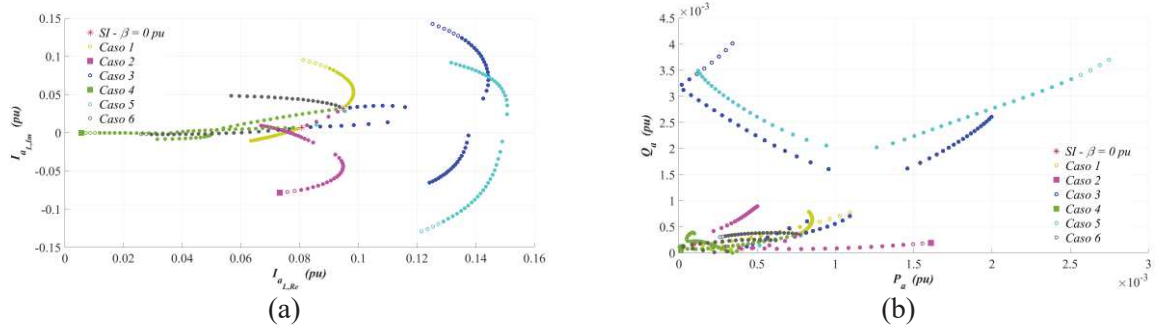 0.15
0.1
0.05
0
-0.05
-0.1
-0.15
I a L,Im (pu)
SI - β = 0 pu
Caso 1
Caso 2
Caso 3
Caso 4
Caso 5
Caso 6
0 0.02 0.04 0.06 0.08 0.1 0.12 0.14 0.16
I a L,Re (pu)
(a)
×10⁻³
4.5
4
3.5
3
2.5
2
1.5
1
0.5
0
Q a (pu)
SI - β = 0 pu
Caso 1
Caso 2
Caso 3
Caso 4
Caso 5
Caso 6
0 0.5 1 1.5 2 2.5 3
P a (pu) ×10⁻³
(b)